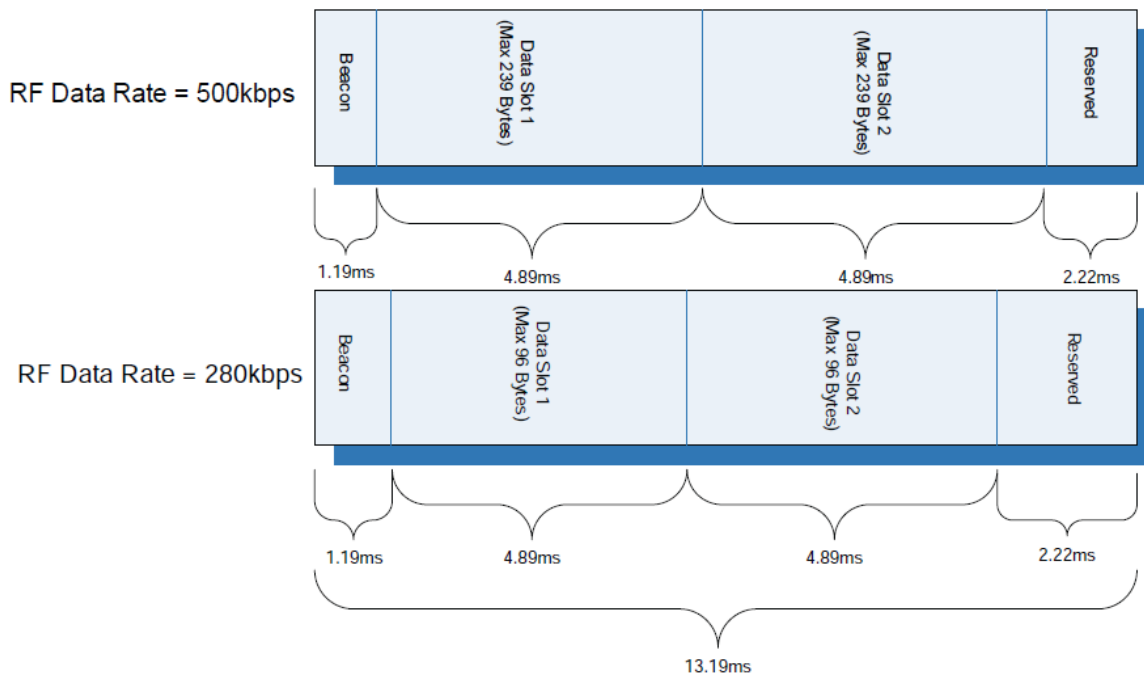 RF Data Rate = 500kbps
Beacon
Data Slot 1
(Max 239 Bytes)
Data Slot 2
(Max 239 Bytes)
Reserved
1.19ms
4.89ms
4.89ms
2.22ms
RF Data Rate = 280kbps
Beacon
Data Slot 1
(Max 96 Bytes)
Data Slot 2
(Max 96 Bytes)
Reserved
1.19ms
4.89ms
4.89ms
2.22ms
13.19ms